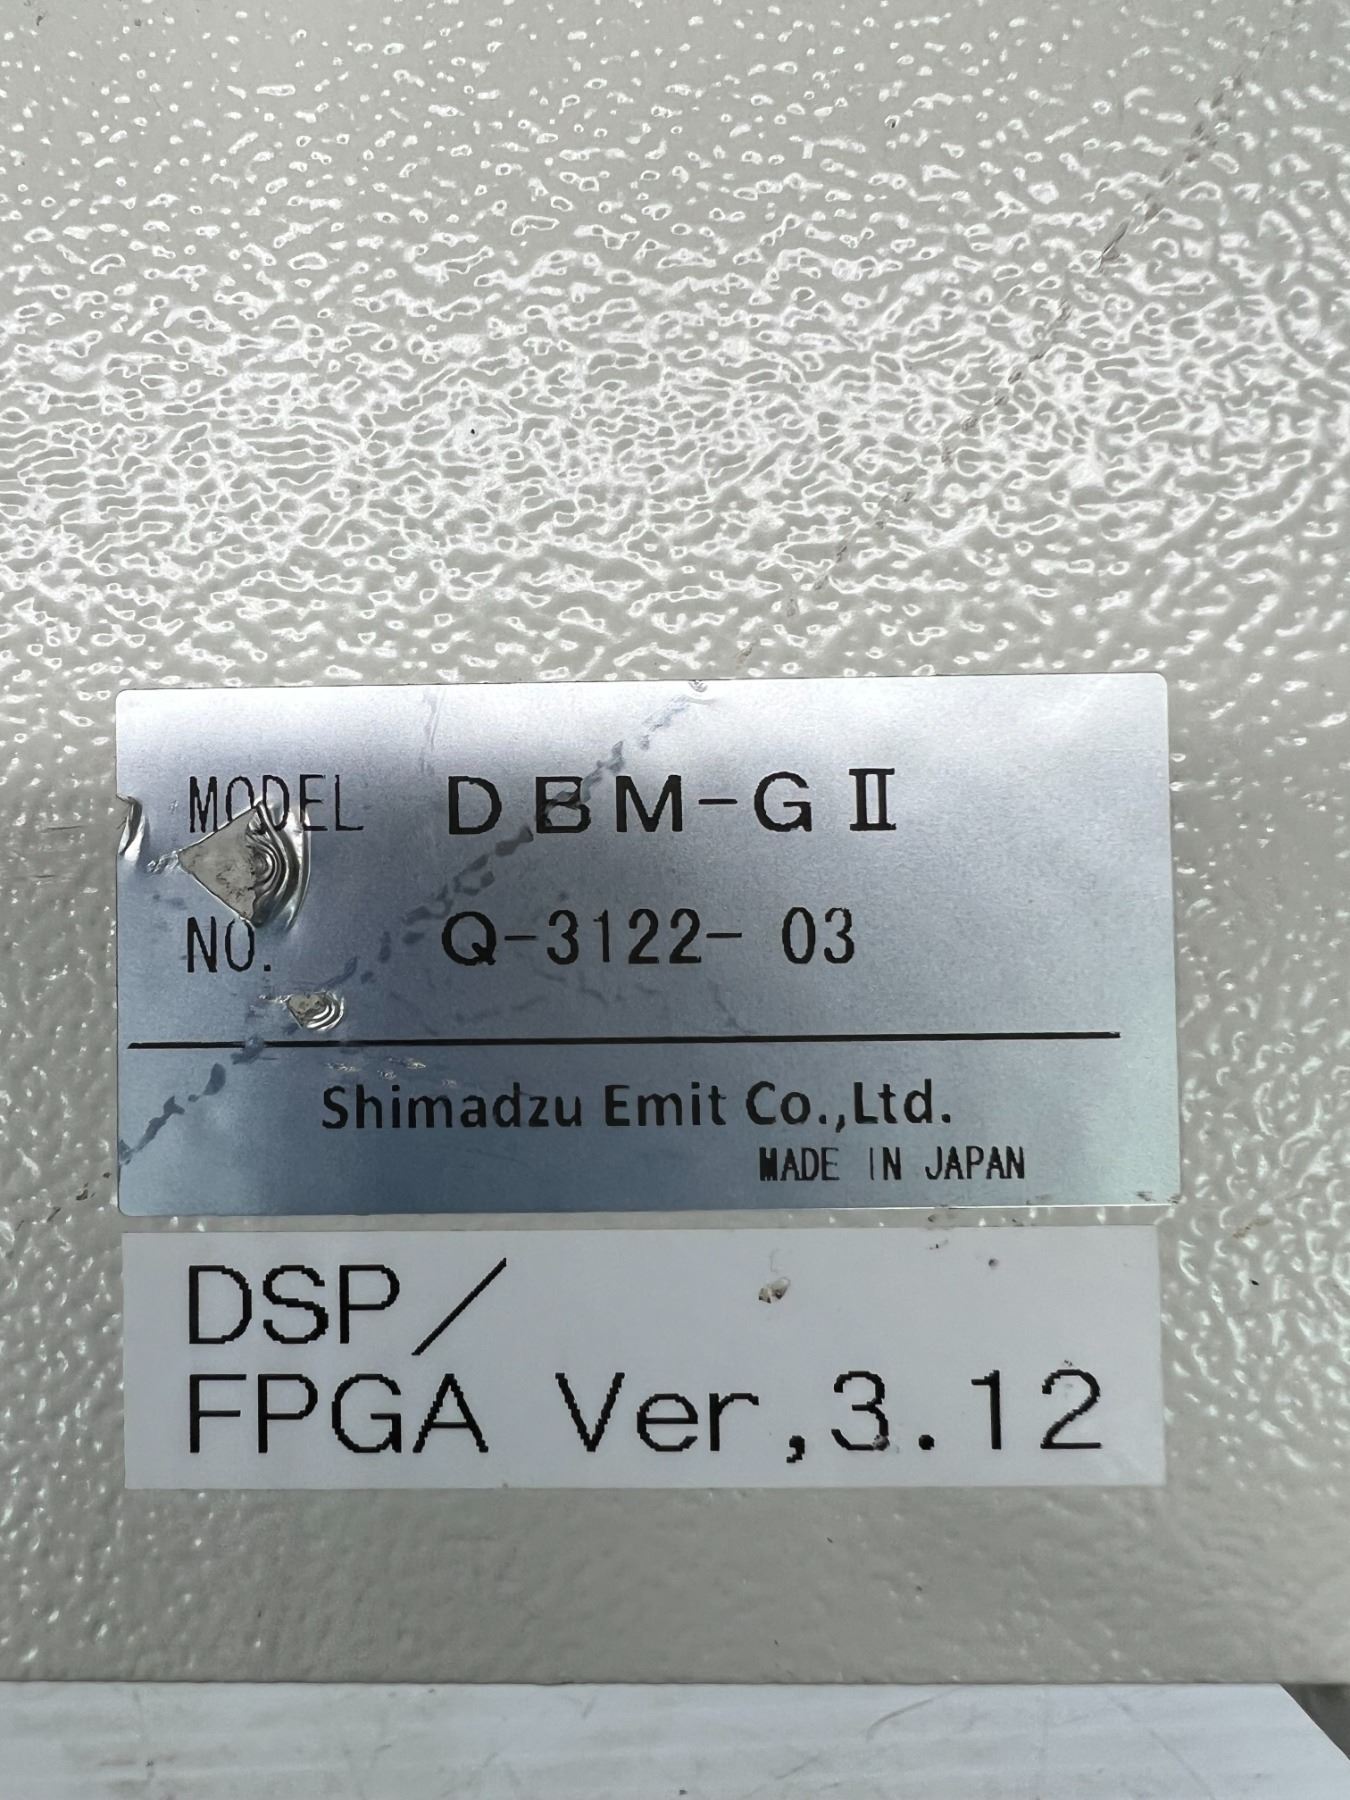 MODEL DBM-GⅡ
NO. Q-3122- 03
Shimadzu Emit Co.,Ltd.
MADE IN JAPAN
DSP/
FPGA Ver,3.12